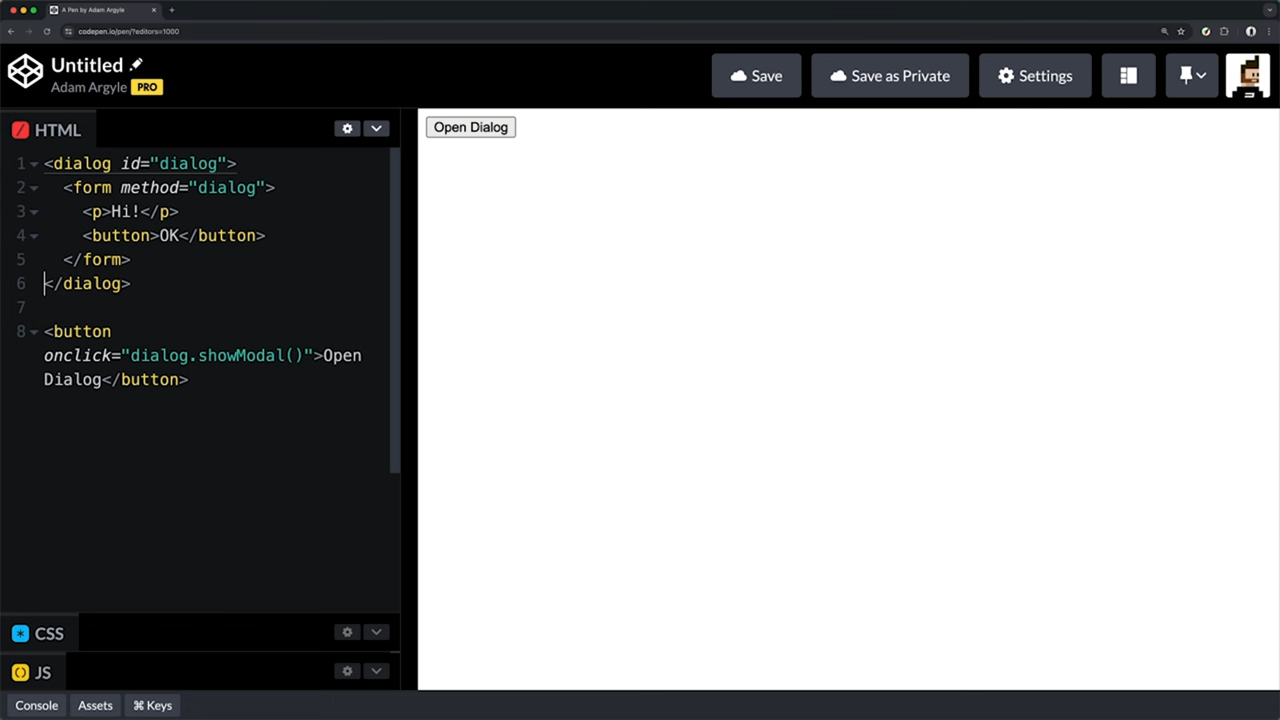 A Pen by Adam Argyle
codepen.io/pen/?editors=1000
Untitled
Adam Argyle PRO
Save
Save as Private
Settings
HTML
1 <dialog id="dialog">
2 <form method="dialog">
3 <p>Hi!</p>
4 <button>OK</button>
5 </form>
6 </dialog>
7
8 <button
onclick="dialog.showModal()">Open
Dialog</button>
Open Dialog
CSS
JS
Console
Assets
⌘ Keys